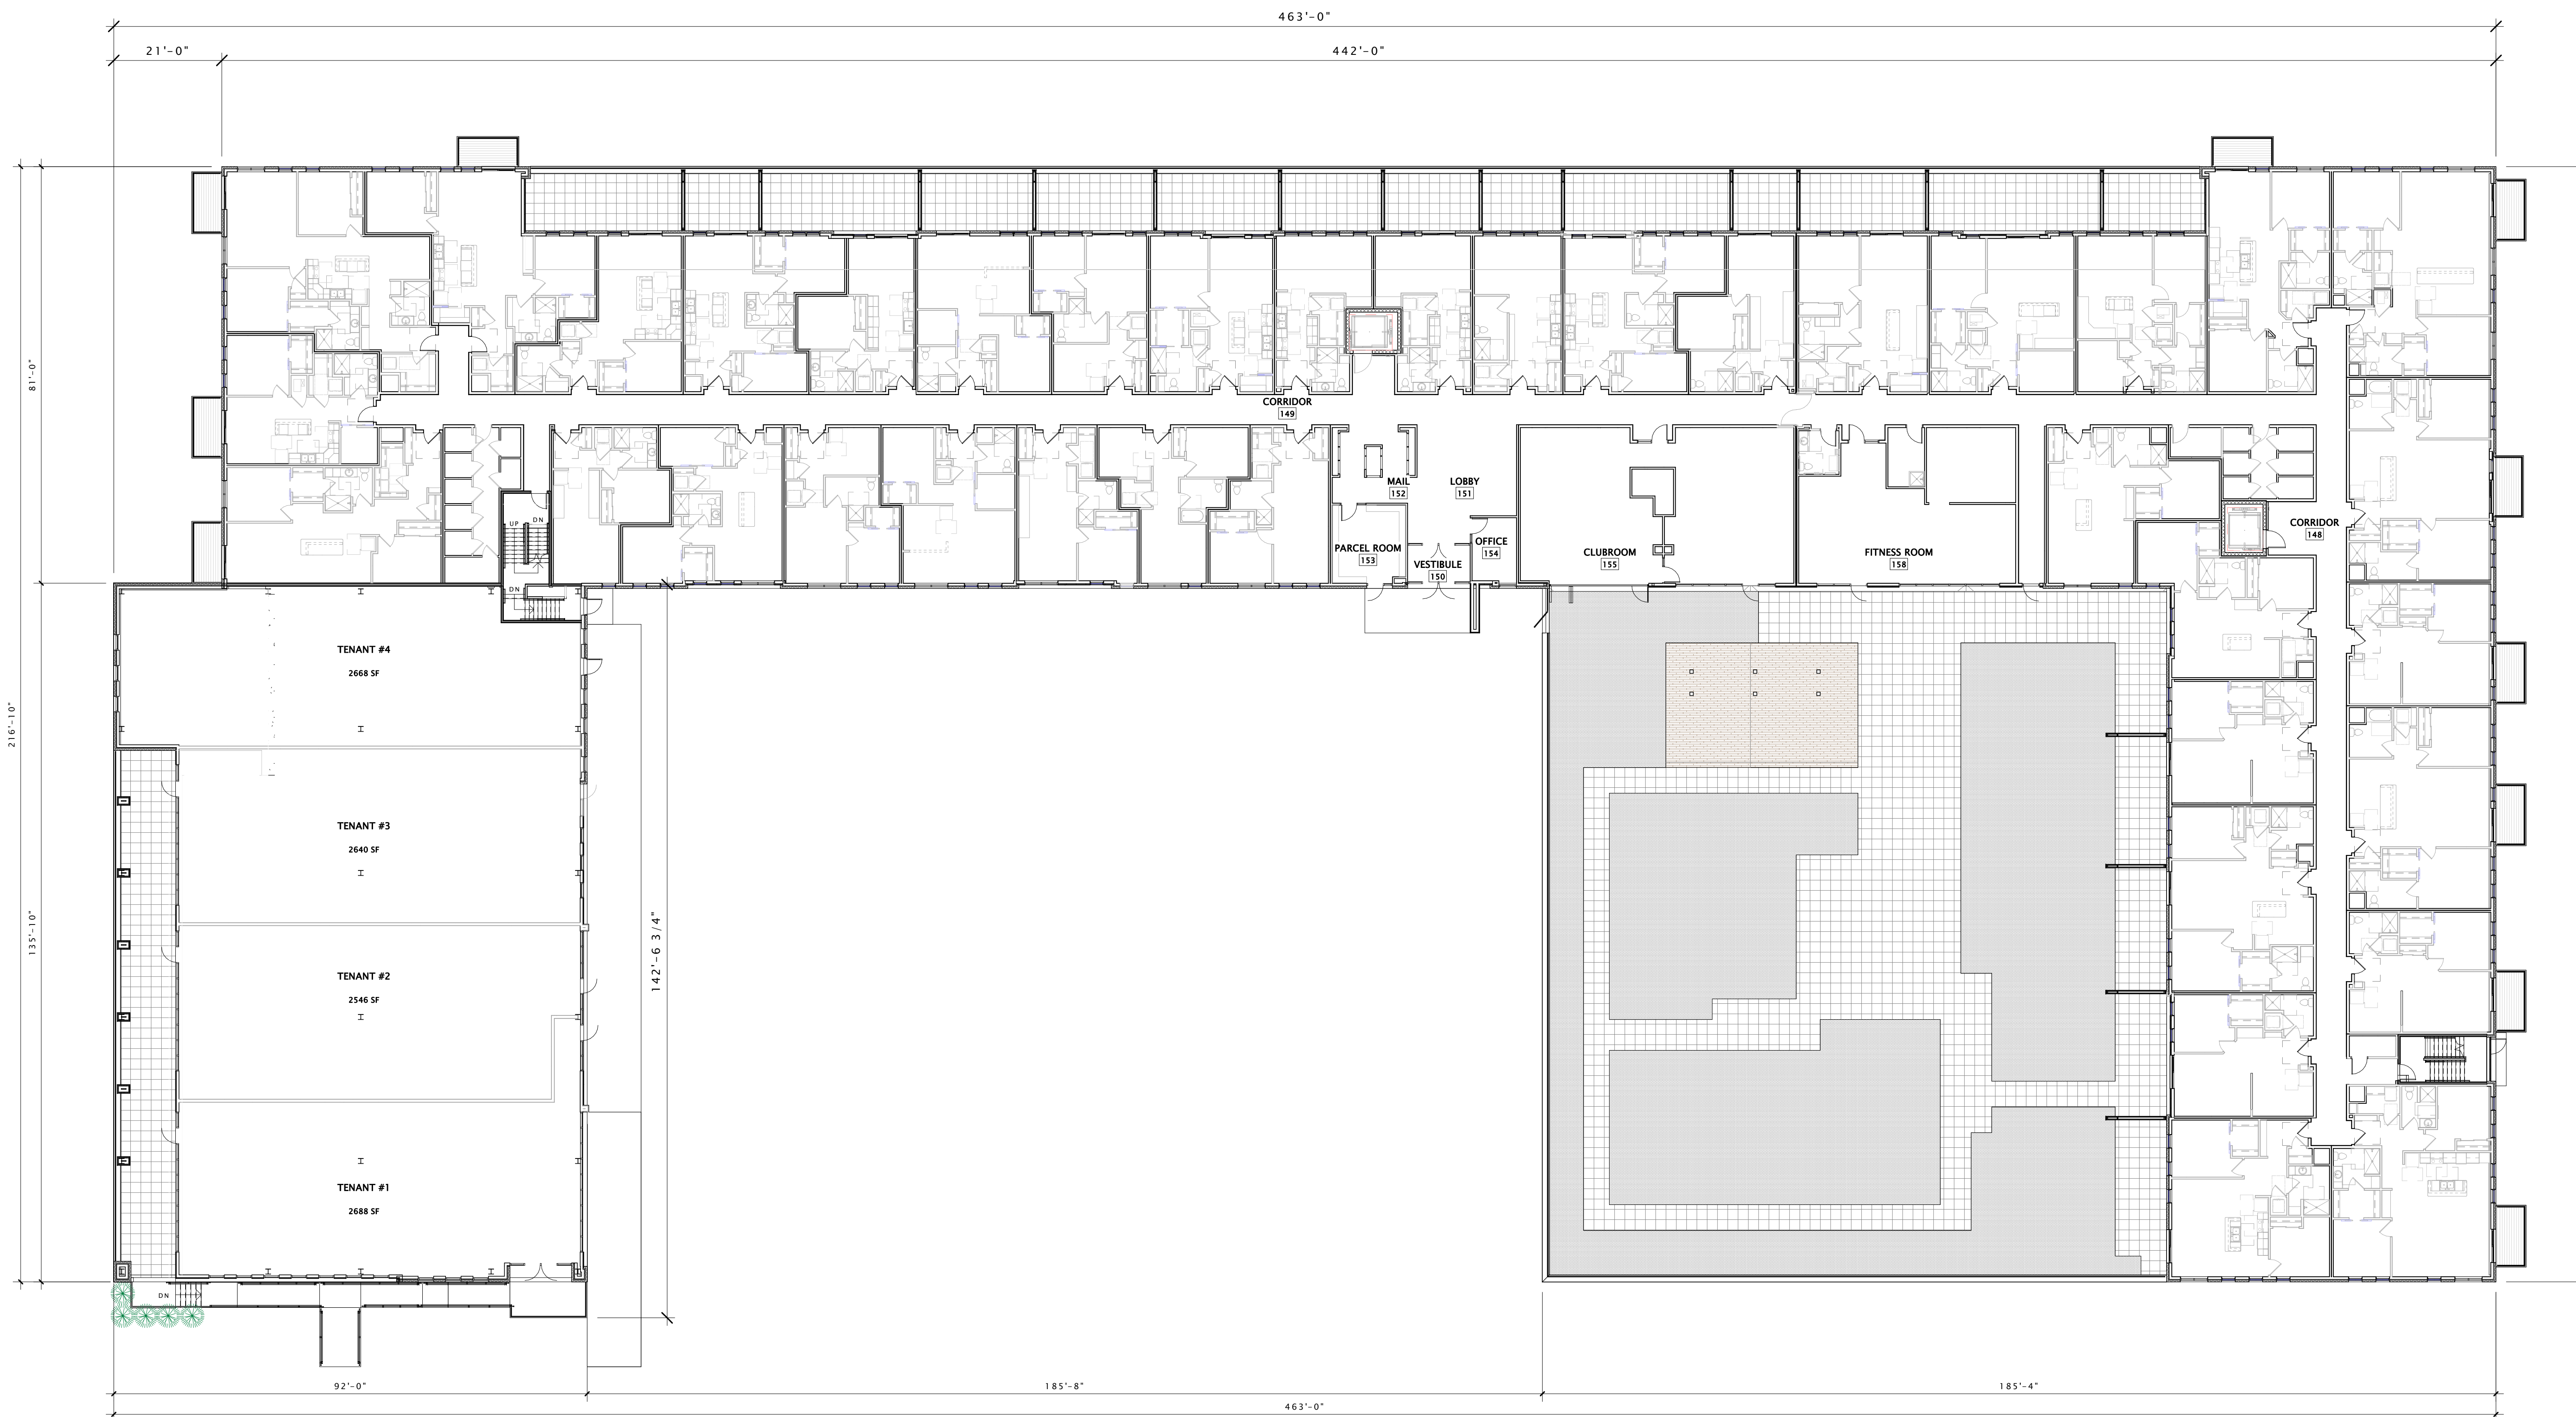 463'-0"
21'-0"
442'-0"
CORRIDOR
149
81'-0"
216'-10"
135'-10"
MAIL
152
LOBBY
151
UP
DN
DN
PARCEL ROOM
153
VESTIBULE
150
OFFICE
154
CLUBROOM
155
FITNESS ROOM
158
CORRIDOR
148
TENANT #4
2668 SF
TENANT #3
2640 SF
142'-6 3/4"
TENANT #2
2546 SF
TENANT #1
2688 SF
DN
92'-0"
185'-8"
185'-4"
463'-0"